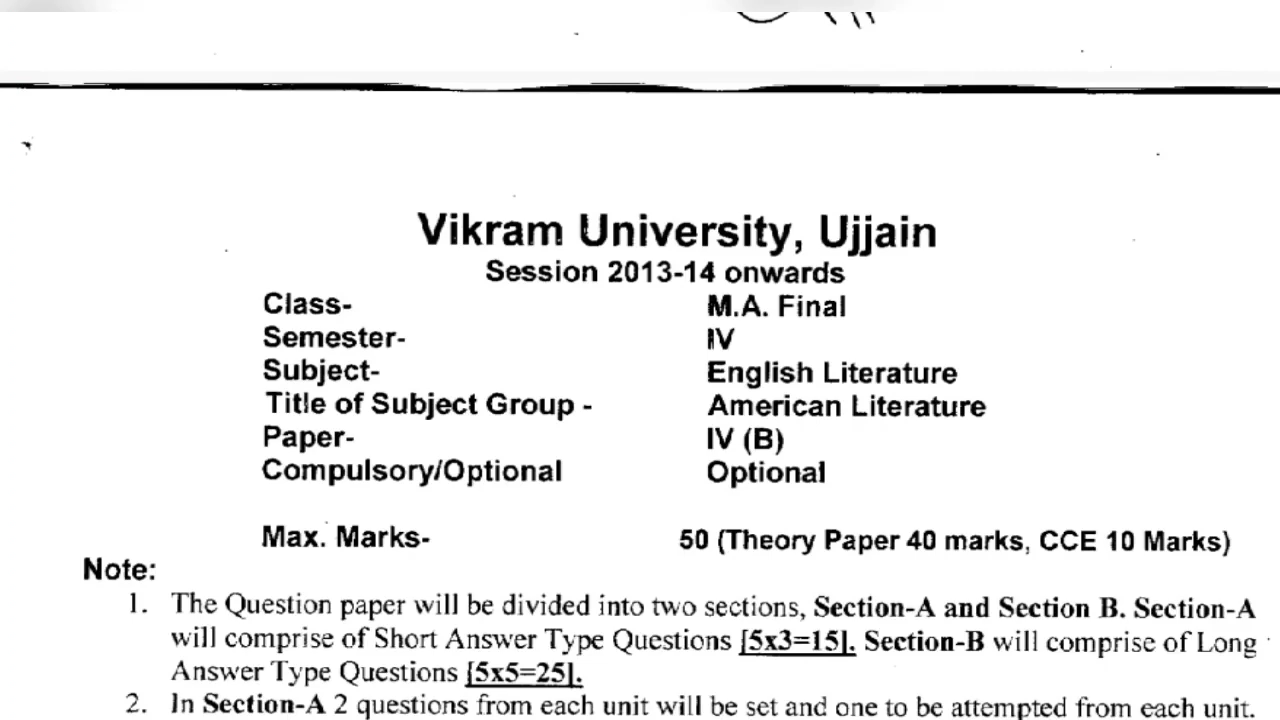 Vikram University, Ujjain
Session 2013-14 onwards
Class- M.A. Final
Semester- IV
Subject- English Literature
Title of Subject Group - American Literature
Paper- IV (B)
Compulsory/Optional Optional
Max. Marks- 50 (Theory Paper 40 marks, CCE 10 Marks)
Note:
1. The Question paper will be divided into two sections, Section-A and Section B. Section-A
will comprise of Short Answer Type Questions [5x3=15]. Section-B will comprise of Long
Answer Type Questions [5x5=25].
2. In Section-A 2 questions from each unit will be set and one to be attempted from each unit.